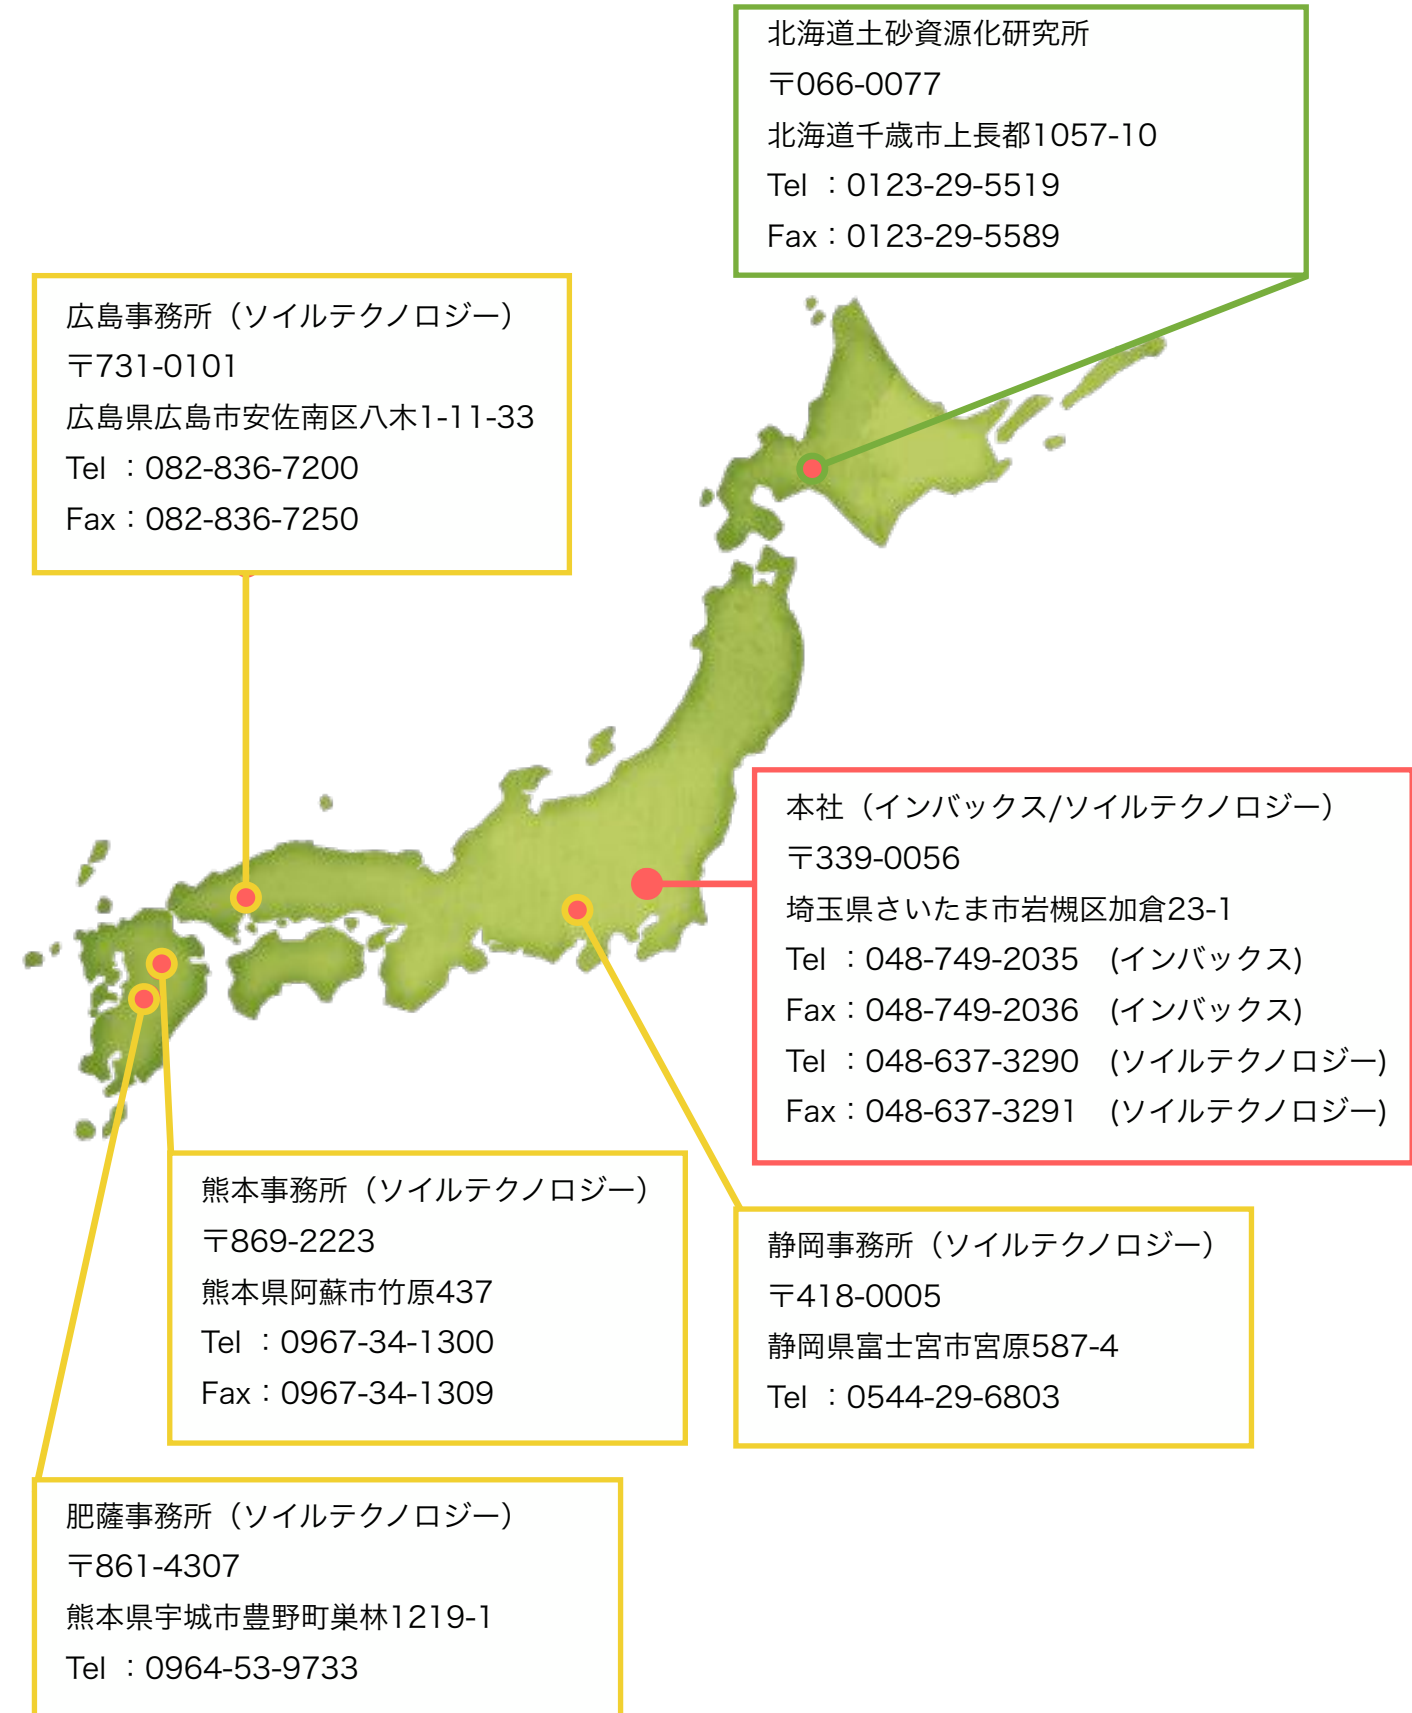 北海道土砂資源化研究所
〒066-0077
北海道千歳市上長都1057-10
Tel ：0123-29-5519
Fax：0123-29-5589
広島事務所（ソイルテクノロジー）
〒731-0101
広島県広島市安佐南区八木1-11-33
Tel ：082-836-7200
Fax：082-836-7250
本社（インバックス/ソイルテクノロジー）
〒339-0056
埼玉県さいたま市岩槻区加倉23-1
Tel ：048-749-2035　(インバックス)
Fax：048-749-2036　(インバックス)
Tel ：048-637-3290　(ソイルテクノロジー)
Fax：048-637-3291　(ソイルテクノロジー)
熊本事務所（ソイルテクノロジー）
〒869-2223
熊本県阿蘇市竹原437
Tel ：0967-34-1300
Fax：0967-34-1309
静岡事務所（ソイルテクノロジー）
〒418-0005
静岡県富士宮市宮原587-4
Tel ：0544-29-6803
肥薩事務所（ソイルテクノロジー）
〒861-4307
熊本県宇城市豊野町巣林1219-1
Tel ：0964-53-9733